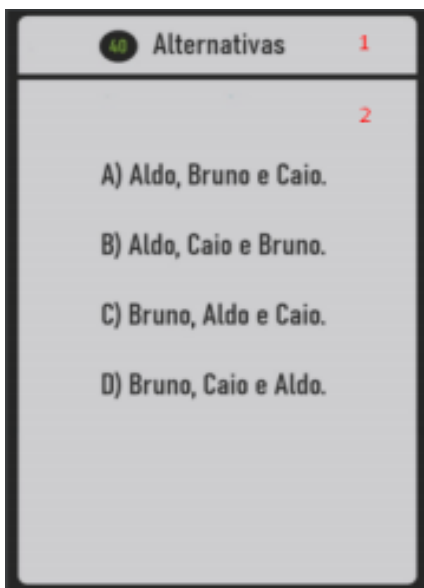 40 Alternativas 1
2
A) Aldo, Bruno e Caio.
B) Aldo, Caio e Bruno.
C) Bruno, Aldo e Caio.
D) Bruno, Caio e Aldo.